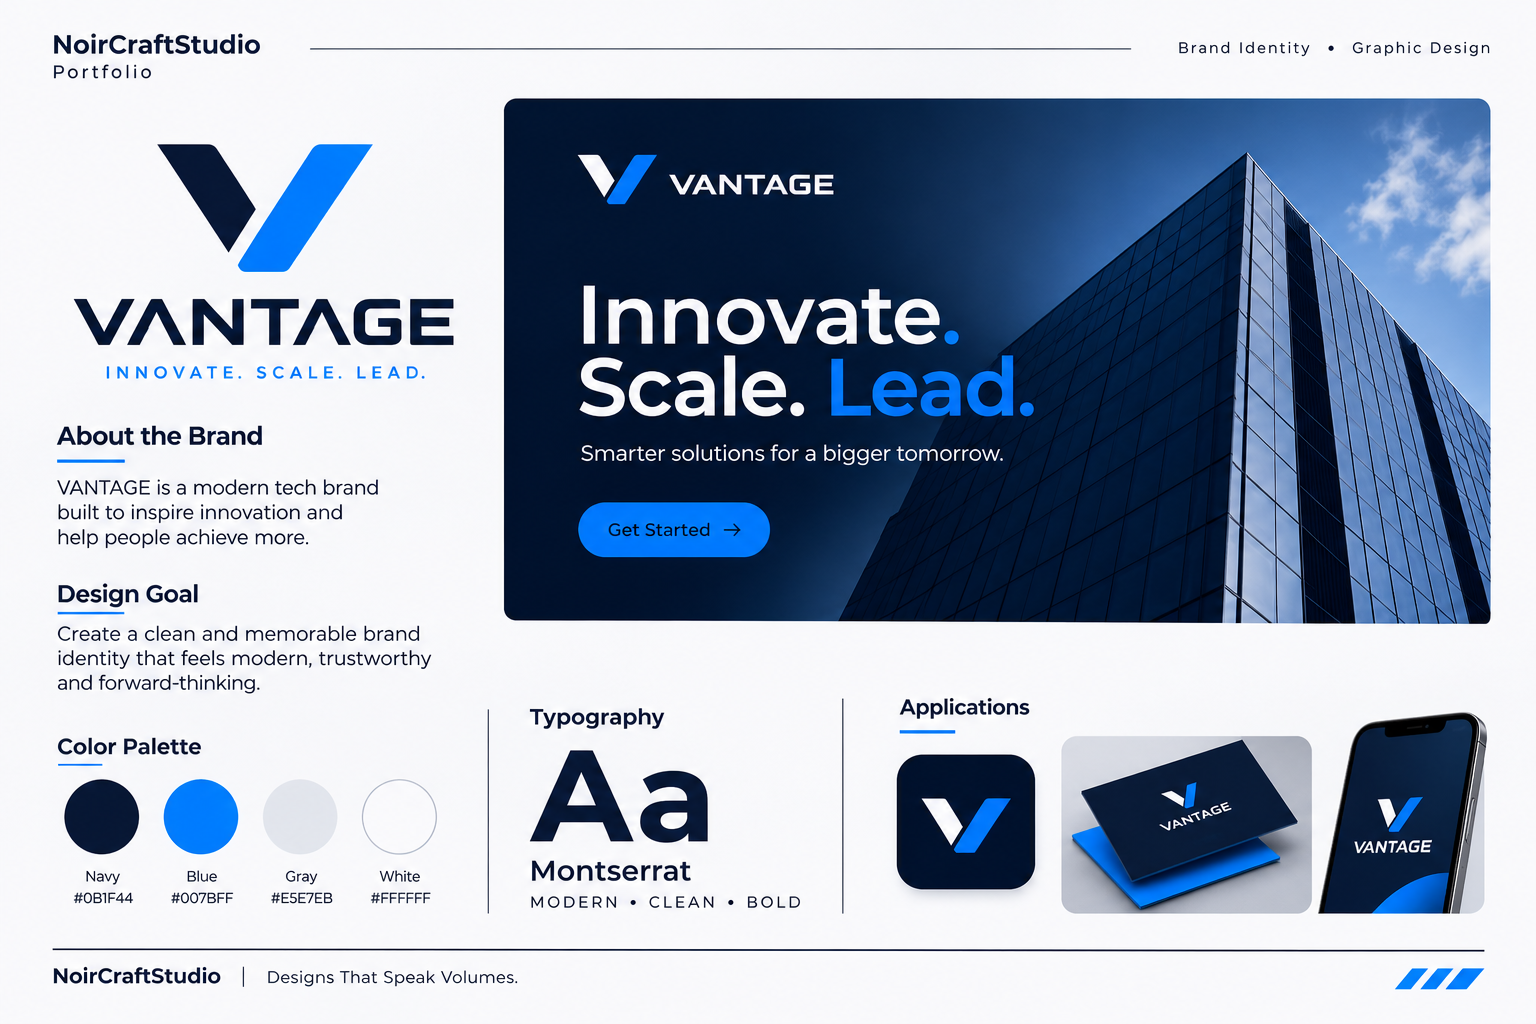 NoirCraftStudio
Portfolio
Brand Identity • Graphic Design
VANTAGE
INNOVATE. SCALE. LEAD.
About the Brand
VANTAGE is a modern tech brand
built to inspire innovation and
help people achieve more.
Design Goal
Create a clean and memorable brand
identity that feels modern, trustworthy
and forward-thinking.
Color Palette
Navy
#0B1F44
Blue
#007BFF
Gray
#E5E7EB
White
#FFFFFF
VANTAGE
Innovate.
Scale. Lead.
Smarter solutions for a bigger tomorrow.
Get Started →
Typography
Aa
Montserrat
MODERN • CLEAN • BOLD
Applications
VANTAGE
VANTAGE
NoirCraftStudio | Designs That Speak Volumes.